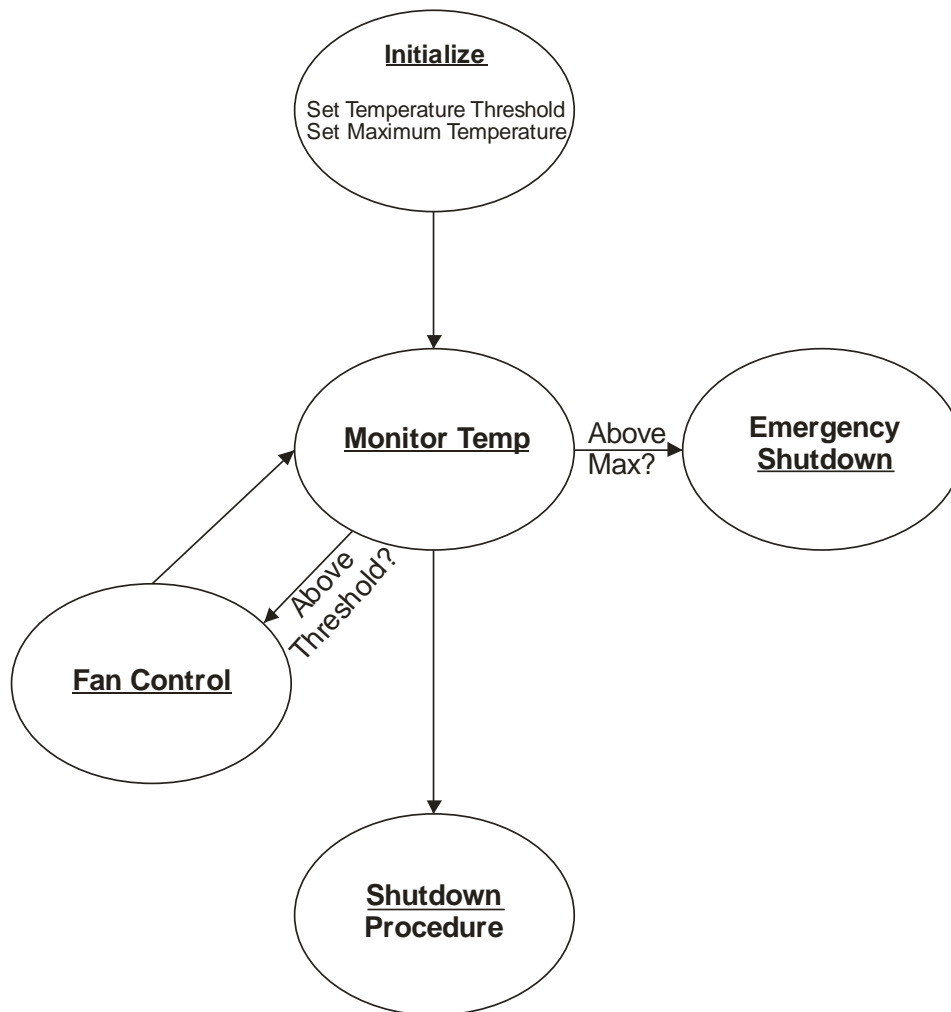 Initialize
Set Temperature Threshold
Set Maximum Temperature
Monitor Temp
Above
Max?
Emergency
Shutdown
Above
Threshold?
Fan Control
Shutdown
Procedure